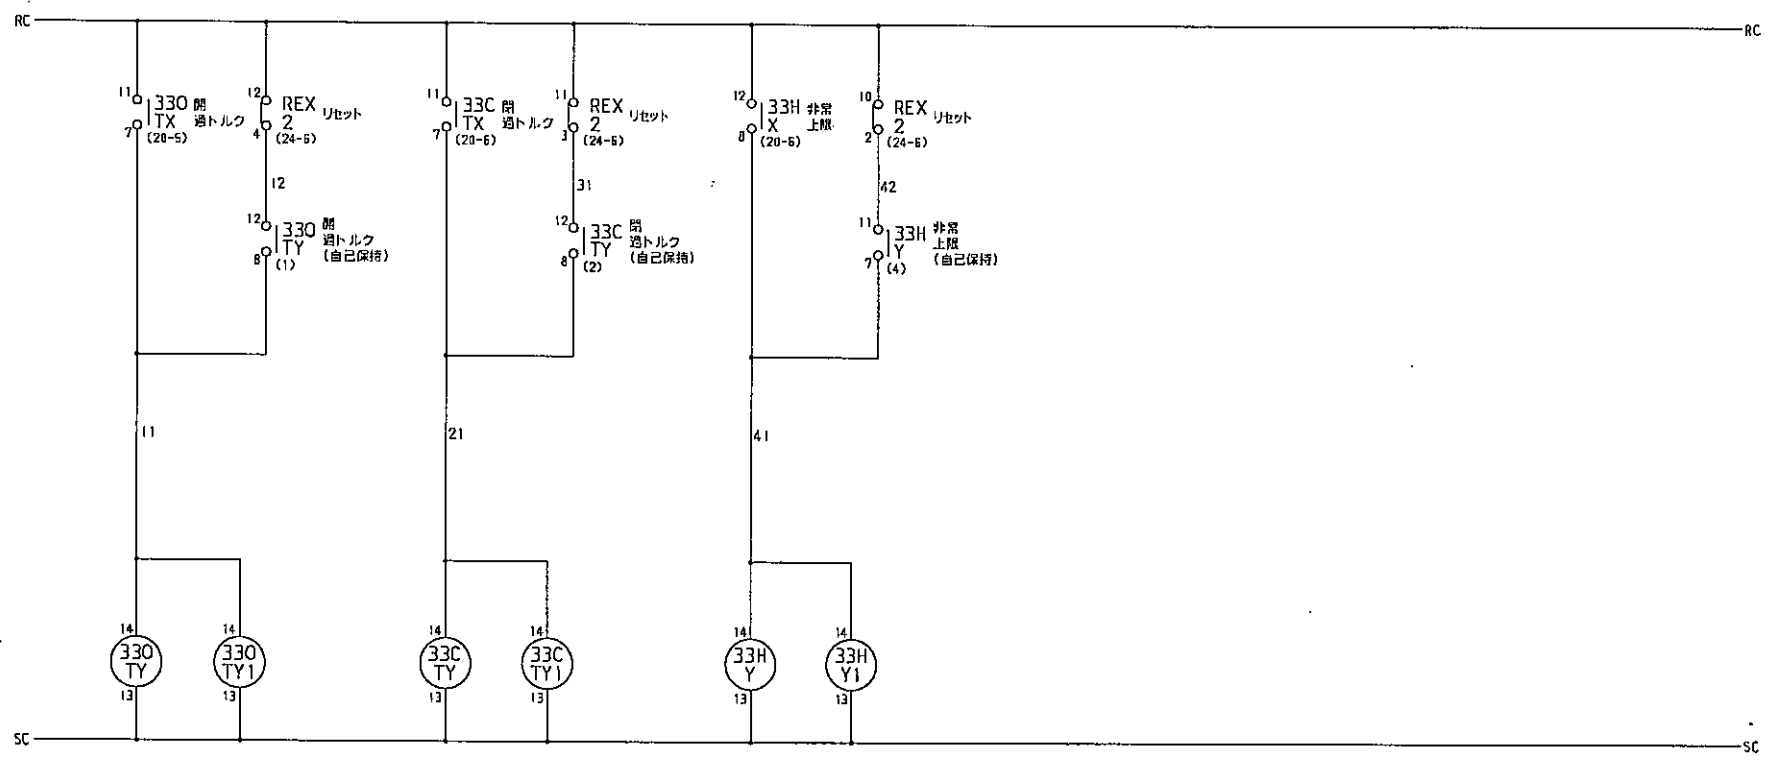 RC
RC
11
330 開
TX 過トルク
7
(20-5)
12
REX リセット
2
4
(24-6)
12
12
330 開
TY 過トルク
(自己保持)
8
(1)
11
14
330
TY
13
14
330
TY1
13
11
33C 閉
TX 過トルク
7
(20-6)
11
REX リセット
2
3
(24-6)
31
12
33C 閉
TY 過トルク
(自己保持)
8
(2)
21
14
33C
TY
13
14
33C
TY1
13
12
33H 非常
X 上限
8
(20-6)
10
REX リセット
2
2
(24-6)
42
11
33H 非常
Y 上限
(自己保持)
7
(4)
41
14
33H
Y
13
14
33H
Y1
13
SC
SC